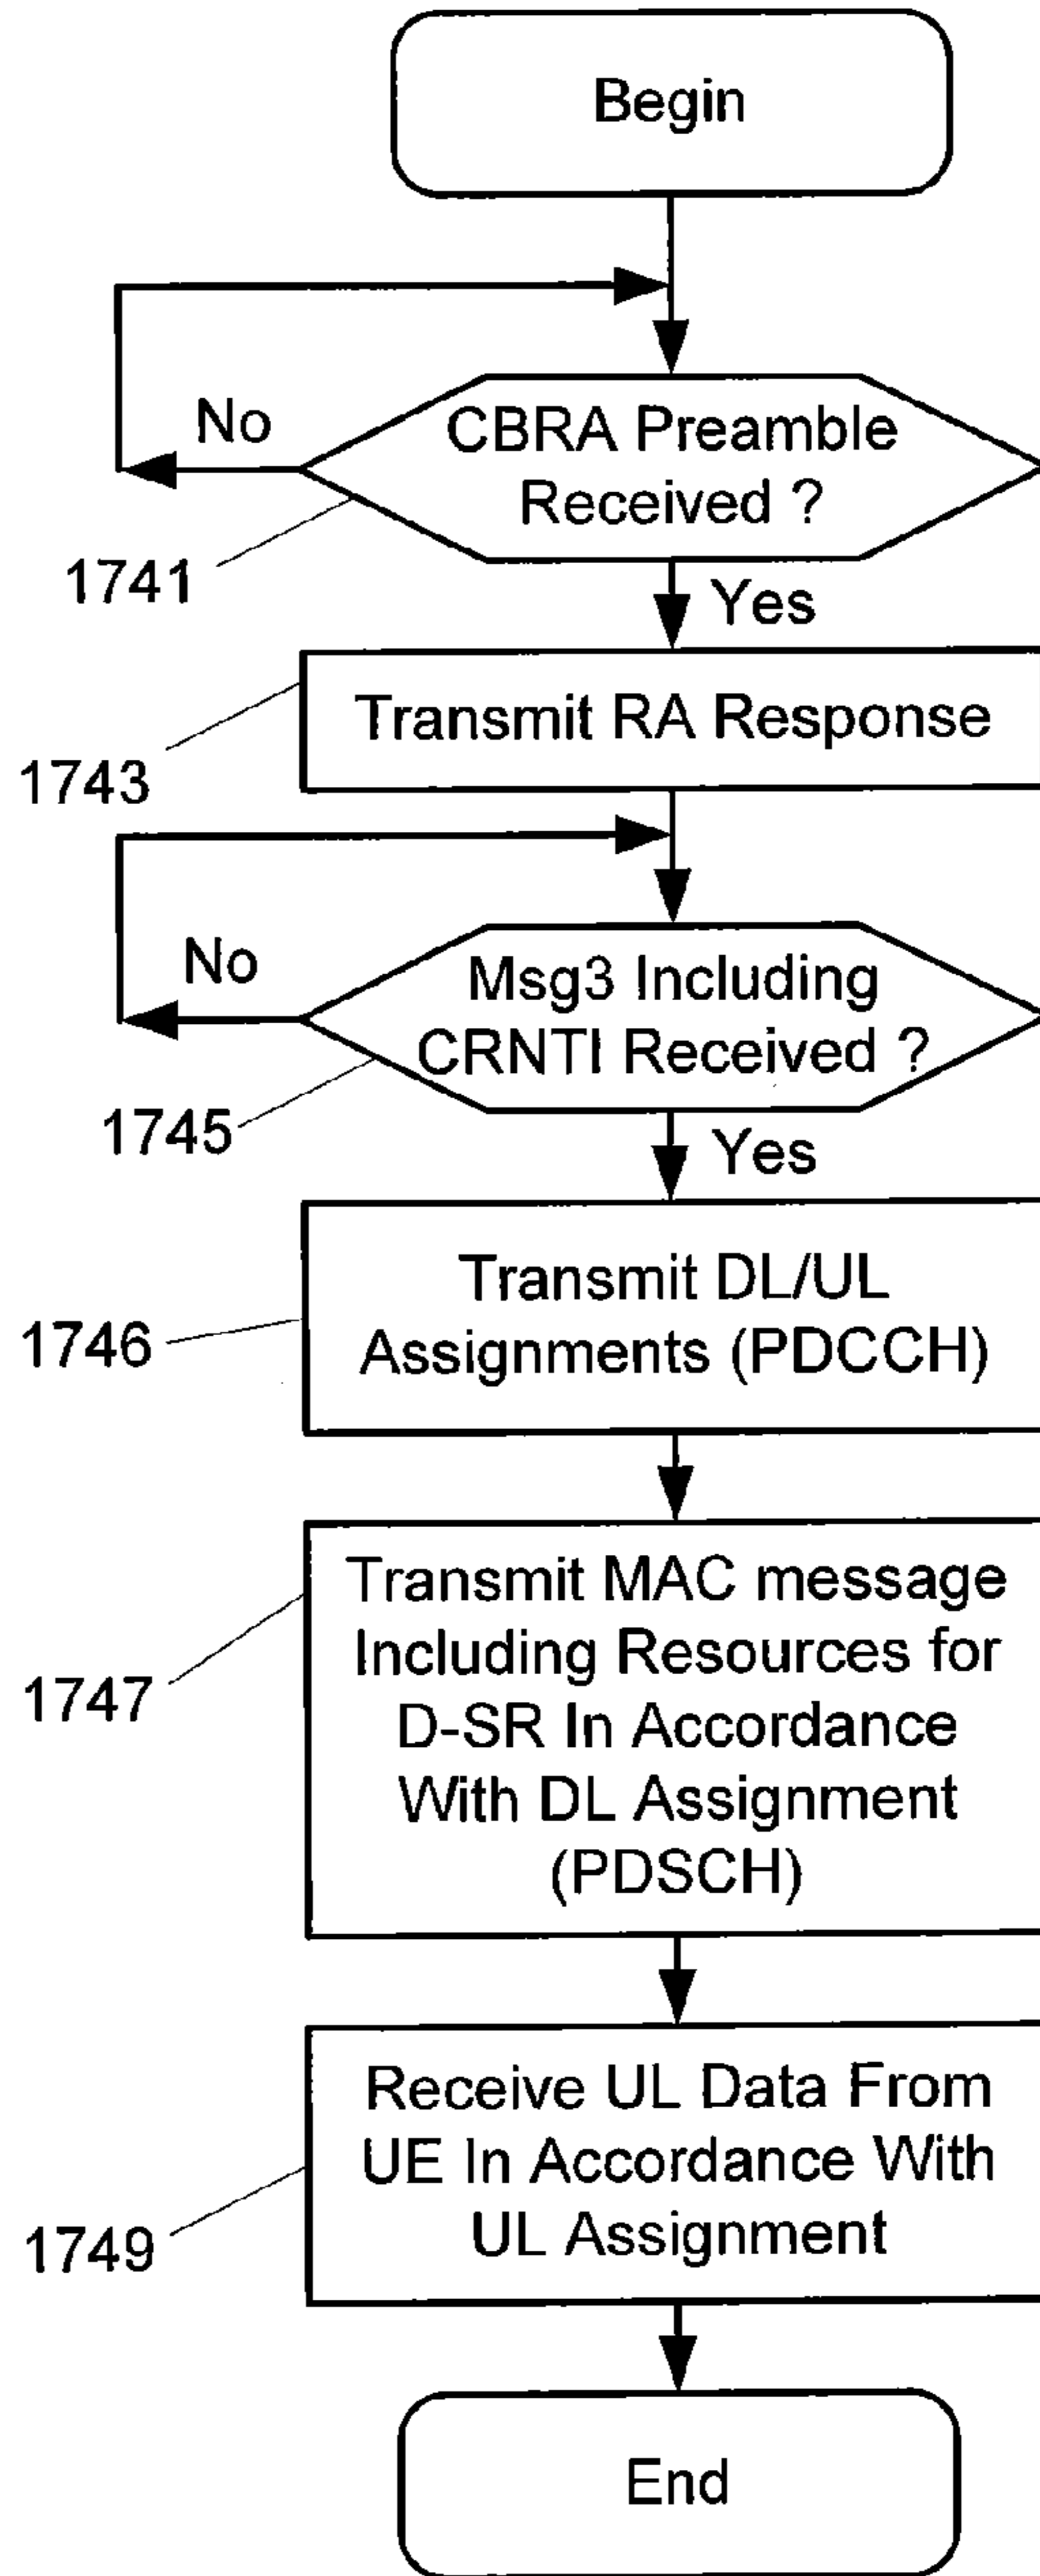 Begin
No
CBRA Preamble
Received ?
1741
Yes
Transmit RA Response
1743
No
Msg3 Including
CRNTI Received ?
1745
Yes
Transmit DL/UL
Assignments (PDCCH)
1746
Transmit MAC message
Including Resources for
D-SR In Accordance
With DL Assignment
(PDSCH)
1747
Receive UL Data From
UE In Accordance With
UL Assignment
1749
End